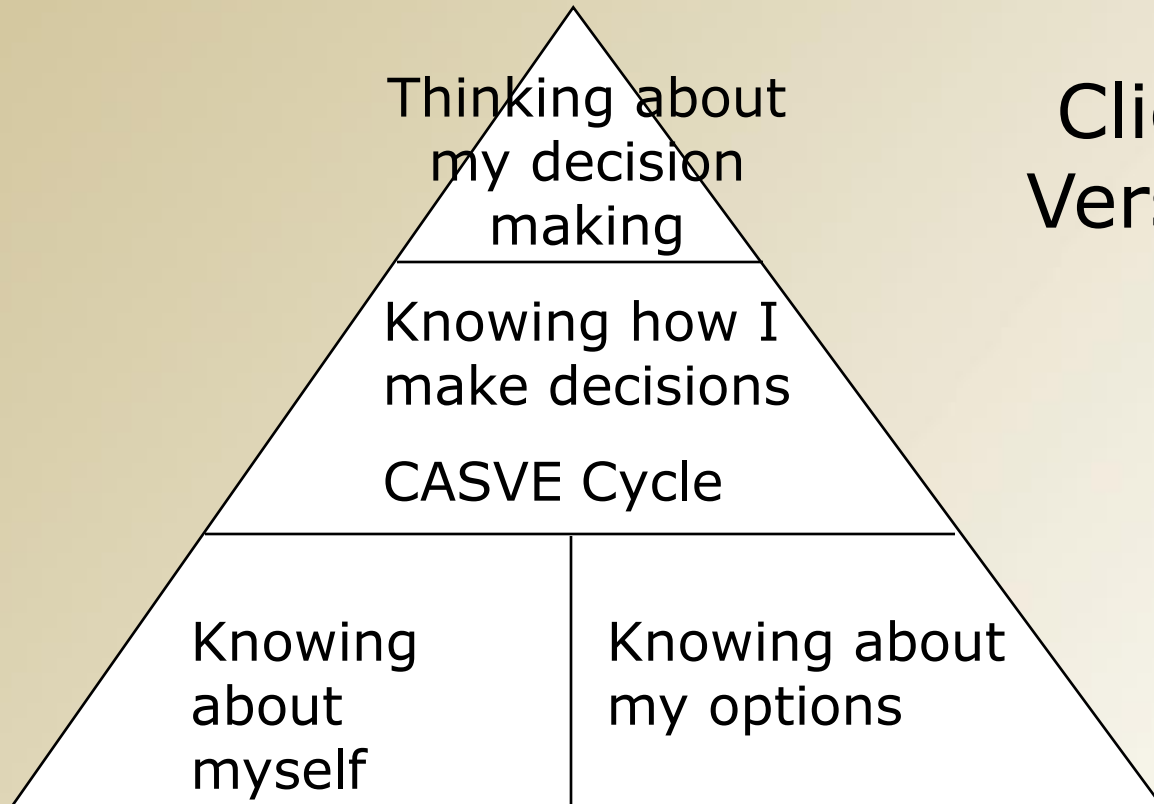 Thinking about
my decision
making
Knowing how I
make decisions
CASVE Cycle
Knowing
about
myself
Knowing about
my options